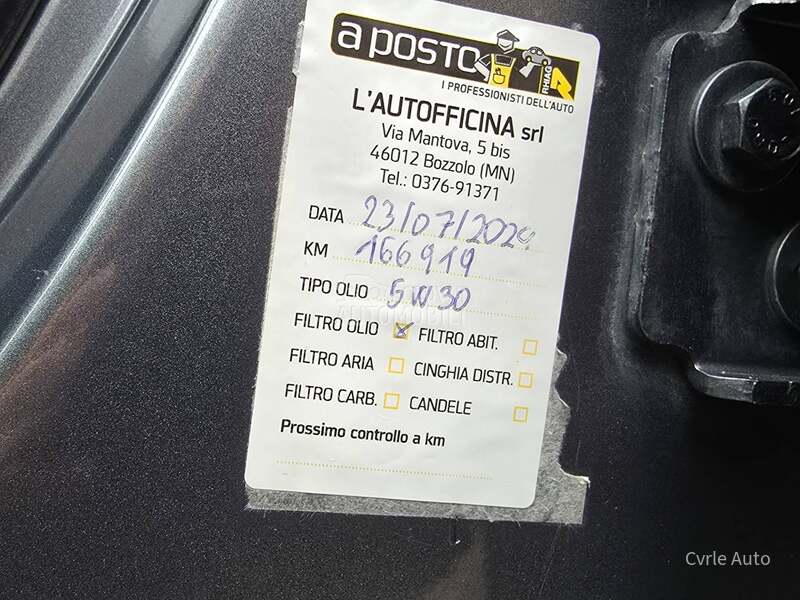 a POSTO
RHIAG
I PROFESSIONISTI DELL'AUTO
L'AUTOFFICINA srl
Via Mantova, 5 bis
46012 Bozzolo (MN)
Tel.: 0376-91371
DATA 23/07/2024
KM 166919
TIPO OLIO 5W30
FILTRO OLIO FILTRO ABIT.
FILTRO ARIA CINGHIA DISTR.
FILTRO CARB. CANDELE
Prossimo controllo a km
Cvrle Auto